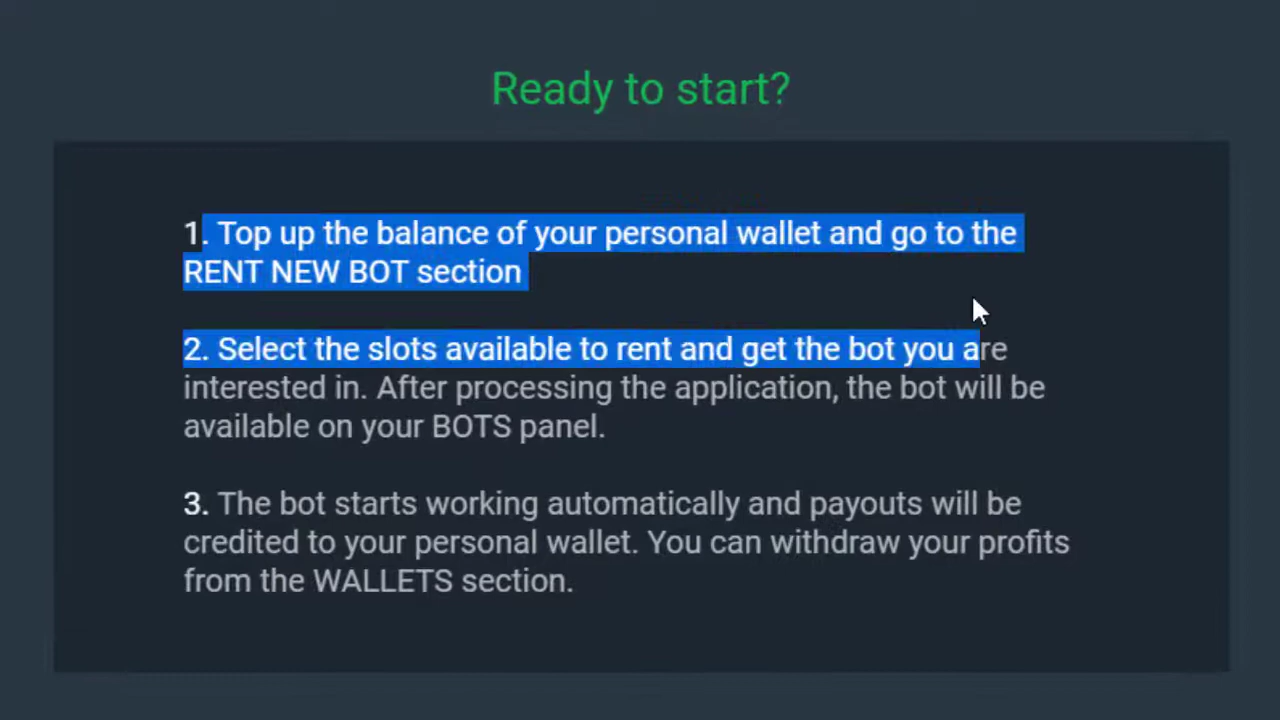 Ready to start?
1. Top up the balance of your personal wallet and go to the
RENT NEW BOT section
2. Select the slots available to rent and get the bot you are
interested in. After processing the application, the bot will be
available on your BOTS panel.
3. The bot starts working automatically and payouts will be
credited to your personal wallet. You can withdraw your profits
from the WALLETS section.